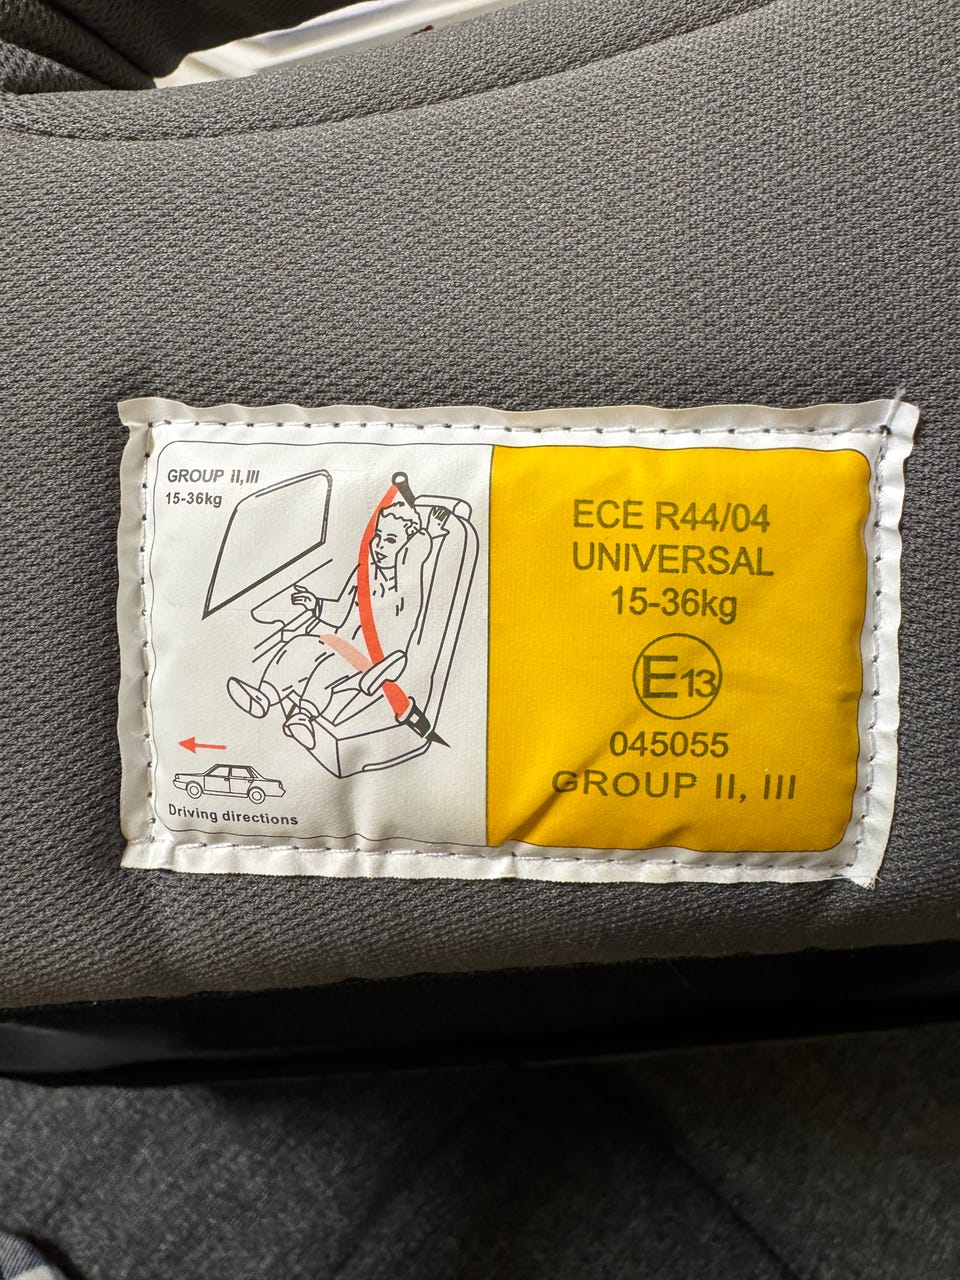 GROUP II,III
15-36kg
Driving directions
ECE R44/04
UNIVERSAL
15-36kg
E13
045055
GROUP II, III